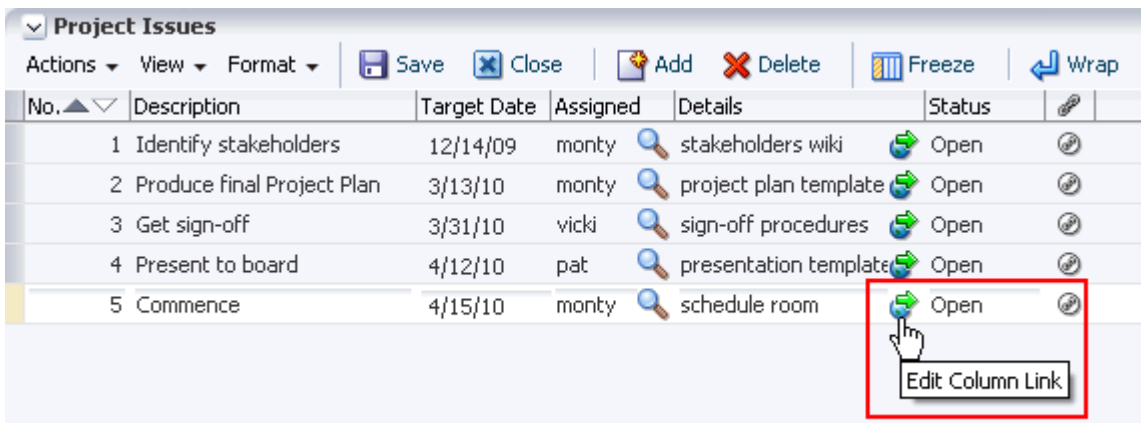 Project Issues
Actions View Format Save Close Add Delete Freeze Wrap
No. Description Target Date Assigned Details Status
1 Identify stakeholders 12/14/09 monty stakeholders wiki Open
2 Produce final Project Plan 3/13/10 monty project plan template Open
3 Get sign-off 3/31/10 vicki sign-off procedures Open
4 Present to board 4/12/10 pat presentation template Open
5 Commence 4/15/10 monty schedule room Open
Edit Column Link